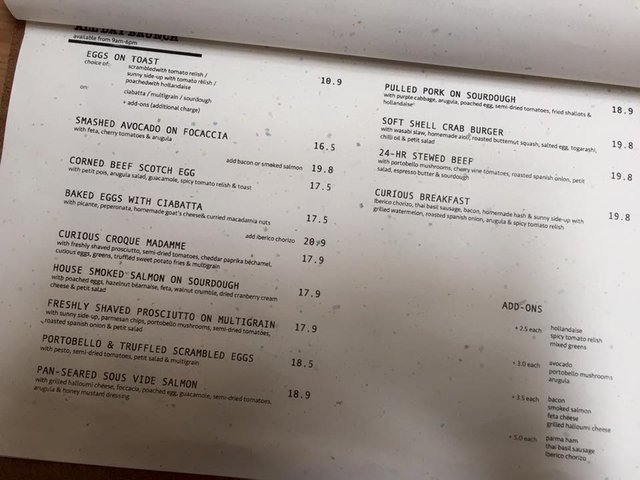 ALL DAY BRUNCH
available from 9am-6pm
EGGS ON TOAST 10.9
choice of: scrambledwith tomato relish /
sunny side-up with tomato relish /
poachedwith hollandaise
on: ciabatta / multigrain / sourdough
+ add-ons (additional charge)
SMASHED AVOCADO ON FOCACCIA 16.5
with feta, cherry tomatoes & arugula
add bacon or smoked salmon 19.8
CORNED BEEF SCOTCH EGG 17.5
with petit pois, arugula salad, guacamole, spicy tomato relish & toast
BAKED EGGS WITH CIABATTA 17.5
with picante, peperonata, homemade goat's cheese& curried macadamia nuts
add iberico chorizo 20.9
CURIOUS CROQUE MADAMME 17.9
with freshly shaved prosciutto, semi-dried tomatoes, cheddar paprika béchamel,
curious eggs, greens, truffled sweet potato fries & multigrain
HOUSE SMOKED SALMON ON SOURDOUGH 17.9
with poached eggs, hazelnut béarnaise, feta, walnut crumble, dried cranberry cream
cheese & petit salad
FRESHLY SHAVED PROSCIUTTO ON MULTIGRAIN 17.9
with sunny side-up, parmesan chips, portobello mushrooms, semi-dried tomatoes,
roasted spanish onion & petit salad
PORTOBELLO & TRUFFLED SCRAMBLED EGGS 18.5
with pesto, semi-dried tomatoes, petit salad & multigrain
PAN-SEARED SOUS VIDE SALMON 18.9
with grilled halloumi cheese, foccacia, poached egg, guacamole, semi-dried tomatoes,
arugula & honey mustard dressing
PULLED PORK ON SOURDOUGH 18.9
with purple cabbage, arugula, poached egg, semi-dried tomatoes, fried shallots &
hollandaise
SOFT SHELL CRAB BURGER 19.8
with wasabi slaw, homemade aioli, roasted butternut squash, salted egg, togarashi,
chilli oil & petit salad
24-HR STEWED BEEF 19.8
with portobello mushrooms, cherry vine tomatoes, roasted spanish onion, petit
salad, espresso butter & sourdough
CURIOUS BREAKFAST 19.8
iberico chorizo, thai basil sausage, bacon, homemade hash & sunny side-up with
grilled watermelon, roasted spanish onion, arugula & spicy tomato relish
ADD-ONS
+ 2.5 each hollandaise
spicy tomato relish
mixed greens
+ 3.0 each avocado
portobello mushrooms
arugula
+ 3.5 each bacon
smoked salmon
feta cheese
grilled halloumi cheese
+ 5.0 each parma ham
thai basil sausage
iberico chorizo